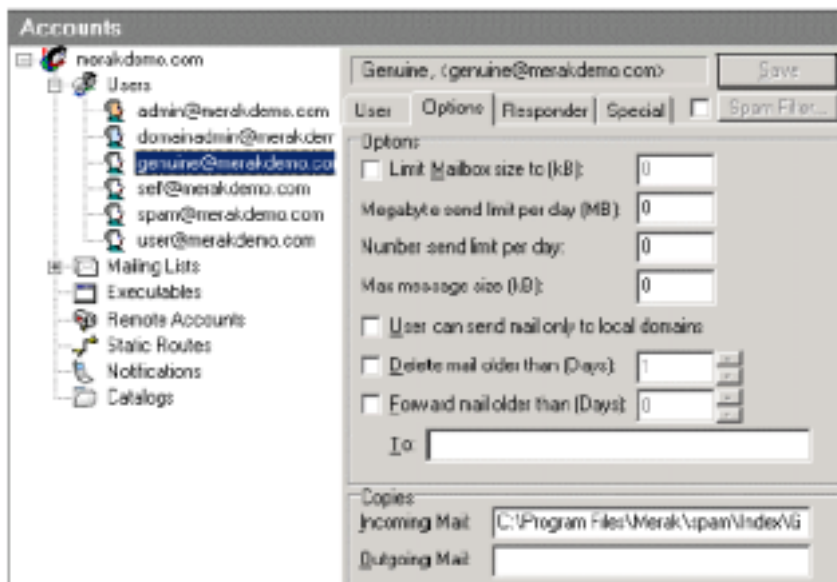 Accounts
merakdemo.com
Users
admin@merakdemo.com
domainadmin@merakdem
genuine@merakdemo.co
self@merakdemo.com
spam@merakdemo.com
user@merakdemo.com
Mailing Lists
Executables
Remote Accounts
Static Routes
Notifications
Catalogs
Genuine, <genuine@merakdemo.com>
Save
User
Options
Responder
Special
Spam Filter...
Options
Limit Mailbox size to (kB):
0
Megabyte send limit per day (MB):
0
Number send limit per day:
0
Max message size (kB):
0
User can send mail only to local domains
Delete mail older than (Days):
1
Forward mail older than (Days):
0
To:
Copies
Incoming Mail:
C:\Program Files\Merak\spam\Index\G
Outgoing Mail: